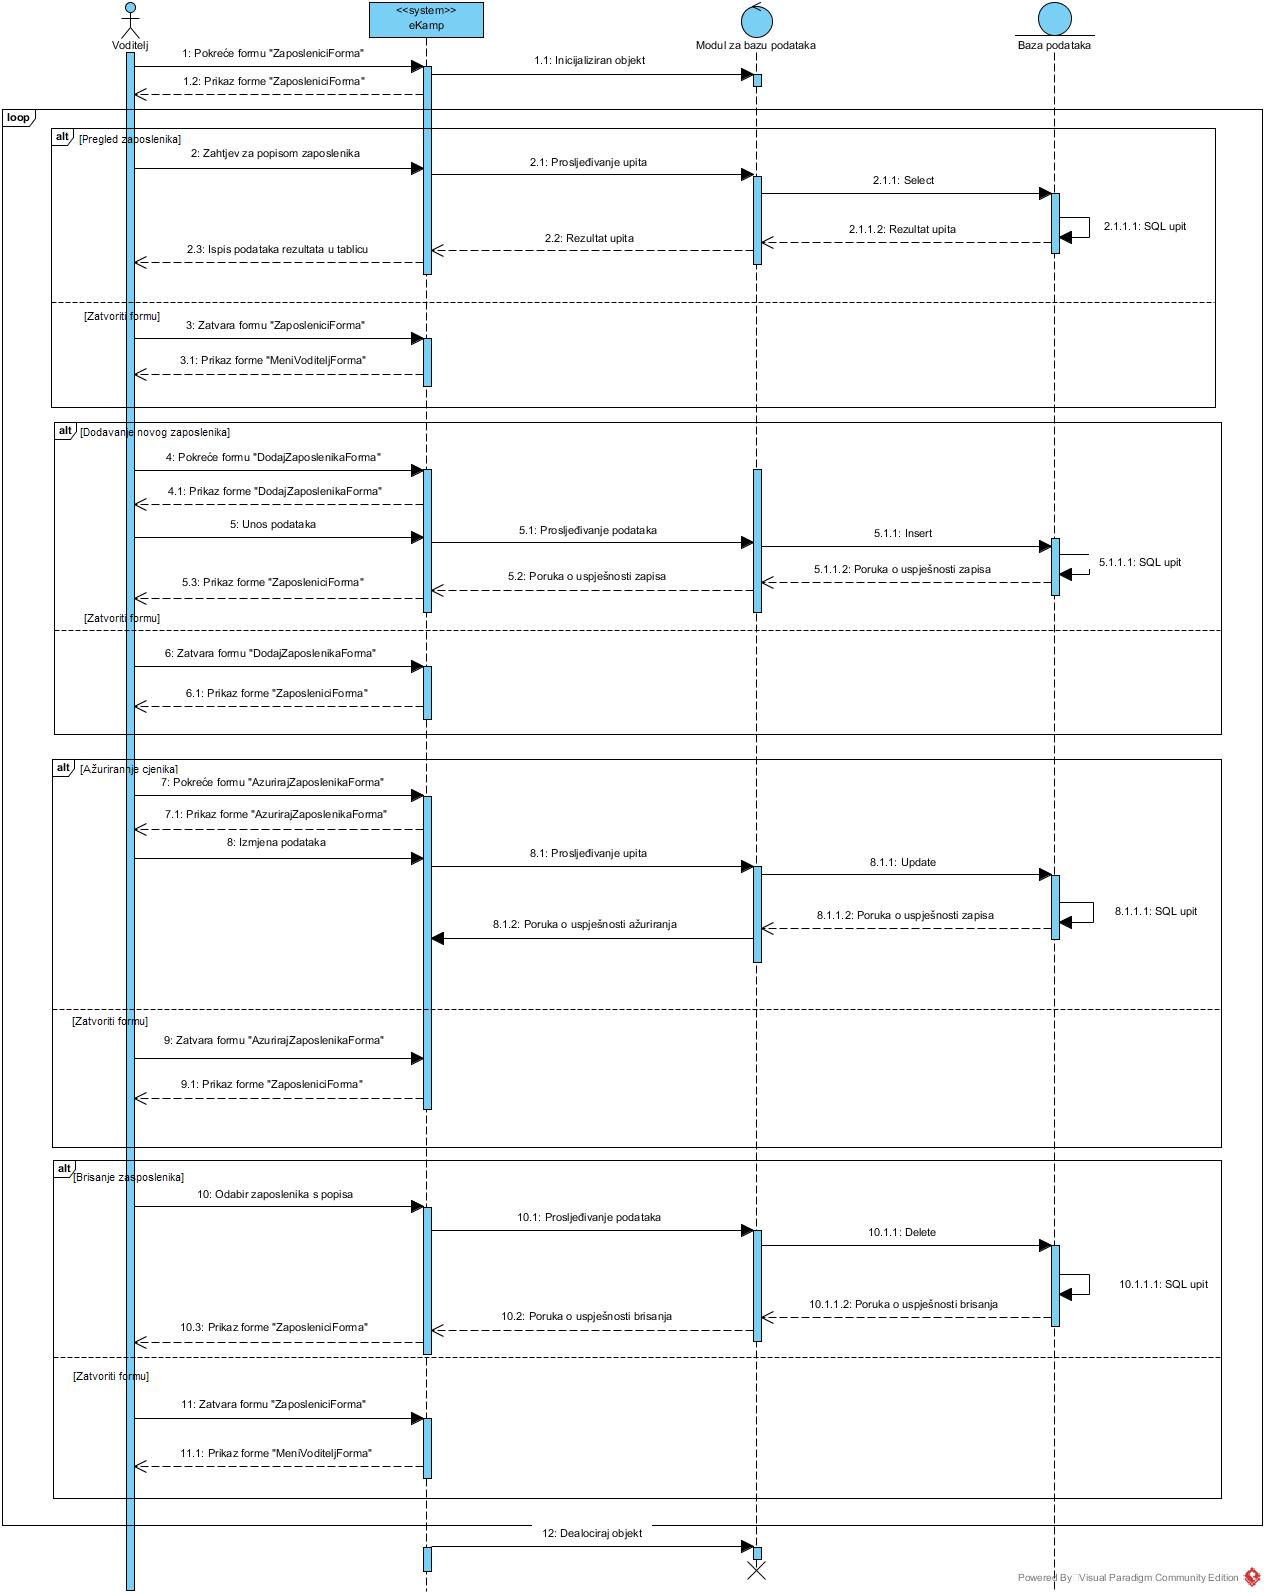 <<system>>
eKamp
Voditelj
Modul za bazu podataka
Baza podataka
1: Pokreće formu "ZaposleniciForma"
1.1: Inicijaliziran objekt
1.2: Prikaz forme "ZaposleniciForma"
loop
alt
[Pregled zaposlenika]
2: Zahtjev za popisom zaposlenika
2.1: Prosljeđivanje upita
2.1.1: Select
2.1.1.1: SQL upit
2.1.1.2: Rezultat upita
2.2: Rezultat upita
2.3: Ispis podataka rezultata u tablicu
[Zatvoriti formu]
3: Zatvara formu "ZaposleniciForma"
3.1: Prikaz forme "MeniVoditeljForma"
alt
[Dodavanje novog zaposlenika]
4: Pokreće formu "DodajZaposlenikaForma"
4.1: Prikaz forme "DodajZaposlenikaForma"
5: Unos podataka
5.1: Prosljeđivanje podataka
5.1.1: Insert
5.1.1.1: SQL upit
5.1.1.2: Poruka o uspješnosti zapisa
5.2: Poruka o uspješnosti zapisa
5.3: Prikaz forme "ZaposleniciForma"
[Zatvoriti formu]
6: Zatvara formu "DodajZaposlenikaForma"
6.1: Prikaz forme "ZaposleniciForma"
alt
[Ažuriranje cjenika]
7: Pokreće formu "AzurirajZaposlenikaForma"
7.1: Prikaz forme "AzurirajZaposlenikaForma"
8: Izmjena podataka
8.1: Prosljeđivanje upita
8.1.1: Update
8.1.1.1: SQL upit
8.1.1.2: Poruka o uspješnosti zapisa
8.1.2: Poruka o uspješnosti ažuriranja
[Zatvoriti formu]
9: Zatvara formu "AzurirajZaposlenikaForma"
9.1: Prikaz forme "ZaposleniciForma"
alt
[Brisanje zasposlenika]
10: Odabir zaposlenika s popisa
10.1: Prosljeđivanje podataka
10.1.1: Delete
10.1.1.1: SQL upit
10.1.1.2: Poruka o uspješnosti brisanja
10.2: Poruka o uspješnosti brisanja
10.3: Prikaz forme "ZaposleniciForma"
[Zatvoriti formu]
11: Zatvara formu "ZaposleniciForma"
11.1: Prikaz forme "MeniVoditeljForma"
12: Dealociraj objekt
Powered By Visual Paradigm Community Edition